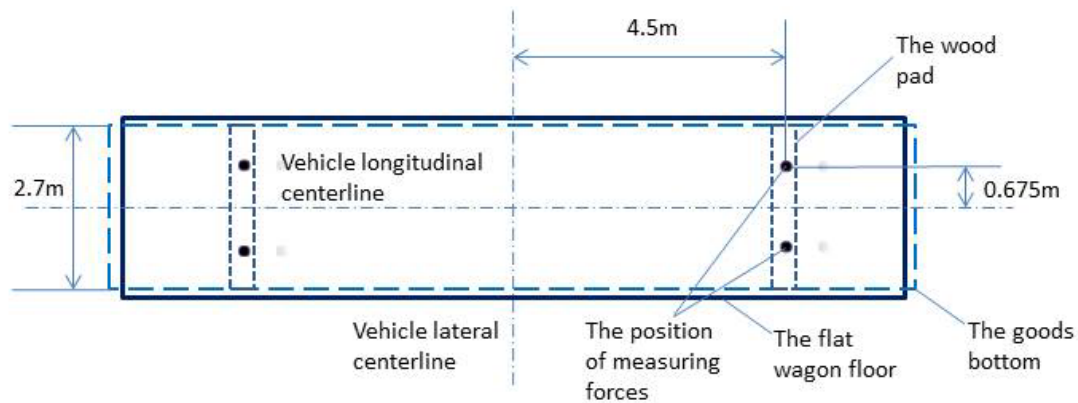 4.5m
The wood
pad
Vehicle longitudinal
centerline
2.7m
0.675m
Vehicle lateral
centerline
The position
of measuring
forces
The flat
wagon floor
The goods
bottom